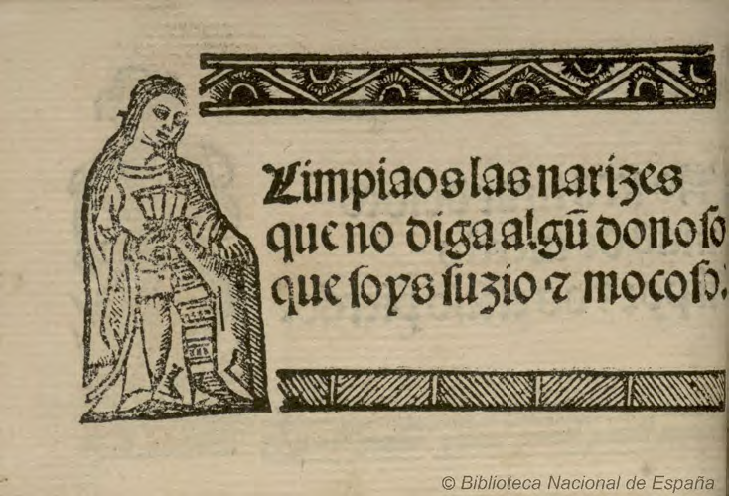 Limpiaos las narizes
que no diga algũ donoso
que soys suzio ⁊ mocoso.
© Biblioteca Nacional de España